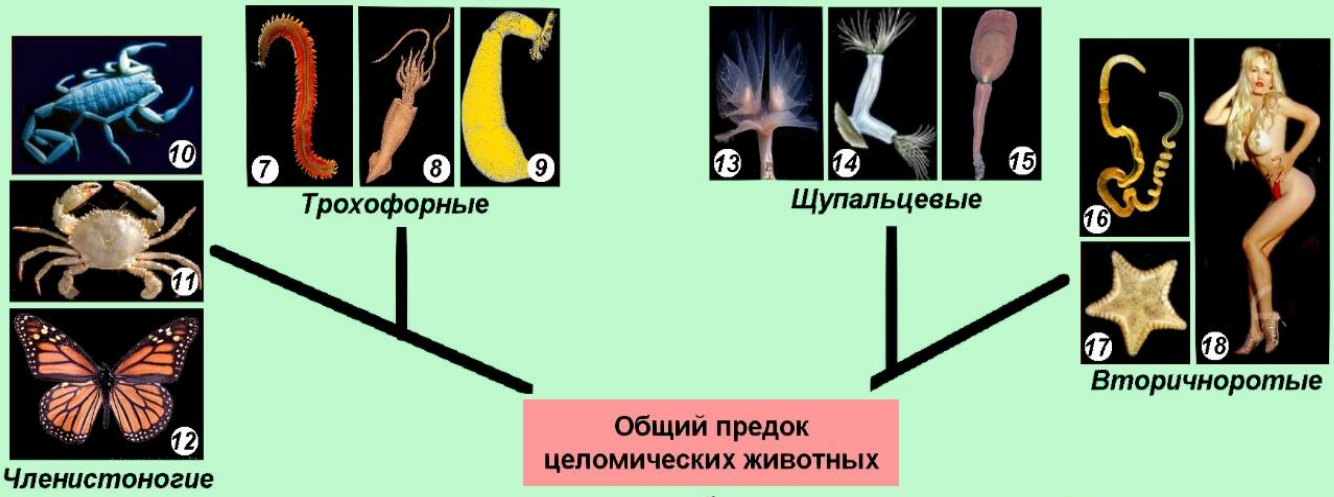 10
11
12
Членистоногие
7
8
9
Трохофорные
13
14
15
Щупальцевые
16
17
18
Вторичноротые
Общий предок
целомических животных